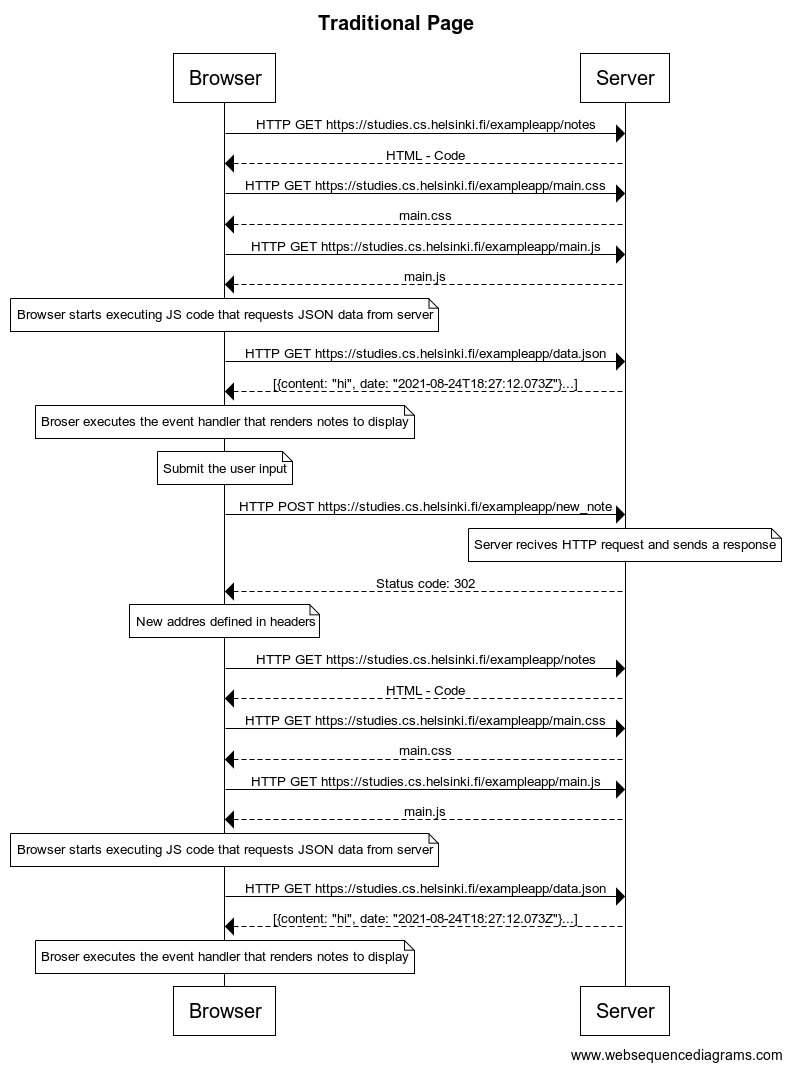 Traditional Page
Browser
Server
HTTP GET https://studies.cs.helsinki.fi/exampleapp/notes
HTML - Code
HTTP GET https://studies.cs.helsinki.fi/exampleapp/main.css
main.css
HTTP GET https://studies.cs.helsinki.fi/exampleapp/main.js
main.js
Browser starts executing JS code that requests JSON data from server
HTTP GET https://studies.cs.helsinki.fi/exampleapp/data.json
[{content: "hi", date: "2021-08-24T18:27:12.073Z"}...]
Broser executes the event handler that renders notes to display
Submit the user input
HTTP POST https://studies.cs.helsinki.fi/exampleapp/new_note
Server recives HTTP request and sends a response
Status code: 302
New addres defined in headers
HTTP GET https://studies.cs.helsinki.fi/exampleapp/notes
HTML - Code
HTTP GET https://studies.cs.helsinki.fi/exampleapp/main.css
main.css
HTTP GET https://studies.cs.helsinki.fi/exampleapp/main.js
main.js
Browser starts executing JS code that requests JSON data from server
HTTP GET https://studies.cs.helsinki.fi/exampleapp/data.json
[{content: "hi", date: "2021-08-24T18:27:12.073Z"}...]
Broser executes the event handler that renders notes to display
Browser
Server
www.websequencediagrams.com